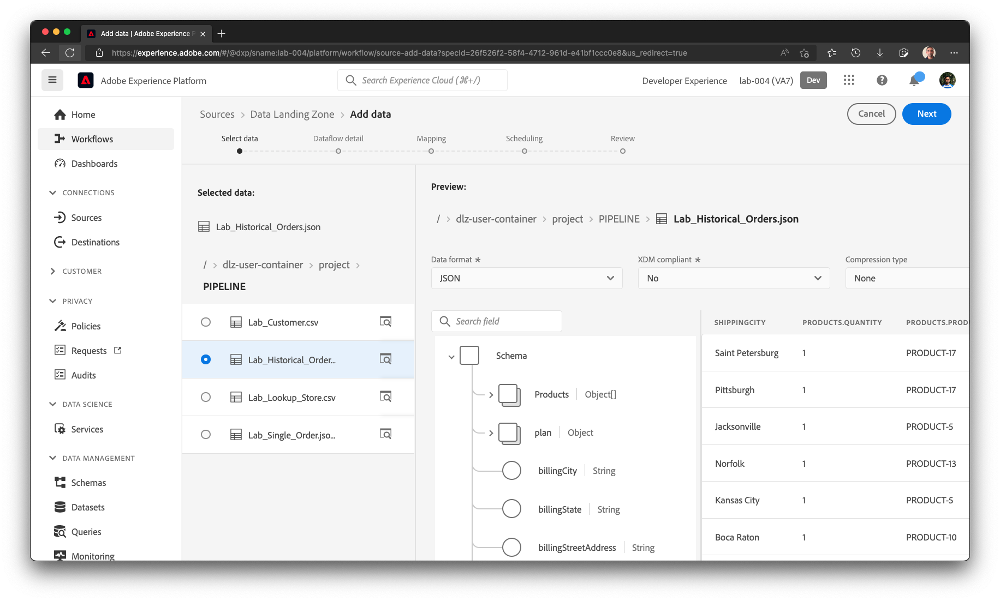 Add data | Adobe Experience P
https://experience.adobe.com/#/@dxp/sname:lab-004/platform/workflow/source-add-data?specId=26f526f2-58f4-4712-961d-e41bf1ccc0e8&us_redirect=true
Adobe Experience Platform
Search Experience Cloud (⌘+/)
Developer Experience
lab-004 (VA7)
Dev
Home
Workflows
Dashboards
CONNECTIONS
Sources
Destinations
CUSTOMER
PRIVACY
Policies
Requests
Audits
DATA SCIENCE
Services
DATA MANAGEMENT
Schemas
Datasets
Queries
Monitoring
Sources > Data Landing Zone > Add data
Cancel
Next
Select data
Dataflow detail
Mapping
Scheduling
Review
Selected data:
Lab_Historical_Orders.json
/ > dlz-user-container > project >
PIPELINE
Lab_Customer.csv
Lab_Historical_Order...
Lab_Lookup_Store.csv
Lab_Single_Order.jso...
Preview:
/ > dlz-user-container > project > PIPELINE > Lab_Historical_Orders.json
Data format *
JSON
XDM compliant *
No
Compression type
None
Search field
Schema
Products | Object[]
plan | Object
billingCity | String
billingState | String
billingStreetAddress | String
SHIPPINGCITY PRODUCTS.QUANTITY PRODUCTS.PRODU
Saint Petersburg 1 PRODUCT-17
Pittsburgh 1 PRODUCT-17
Jacksonville 1 PRODUCT-5
Norfolk 1 PRODUCT-13
Kansas City 1 PRODUCT-5
Boca Raton 1 PRODUCT-10